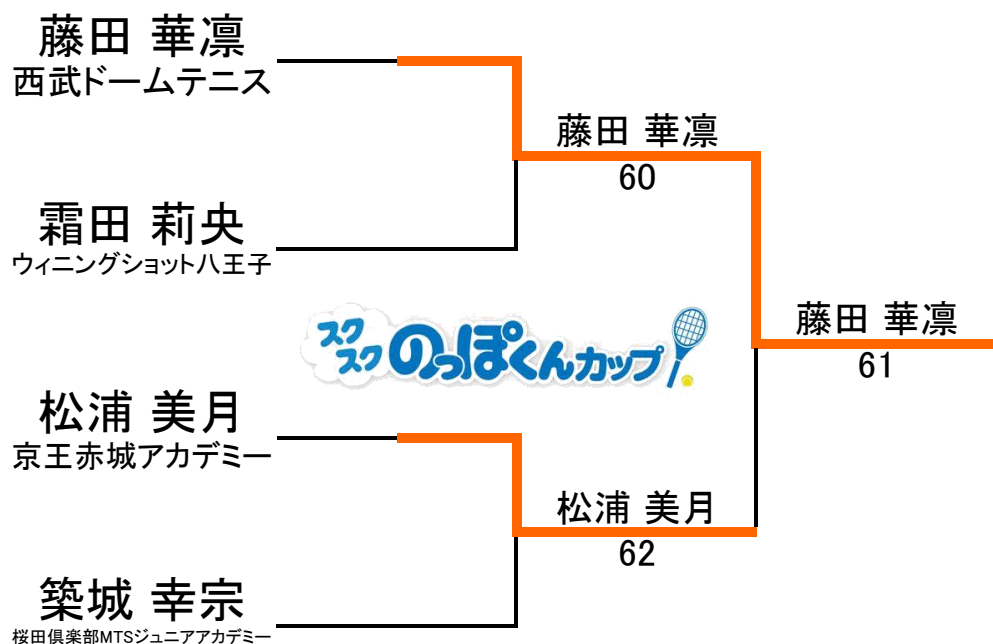 藤田 華凛
西武ドームテニス
藤田 華凛
60
霜田 莉央
ウィニングショット八王子
スクスクのっぽくんカップ
藤田 華凛
61
松浦 美月
京王赤城アカデミー
松浦 美月
62
築城 幸宗
桜田倶楽部MTSジュニアアカデミー